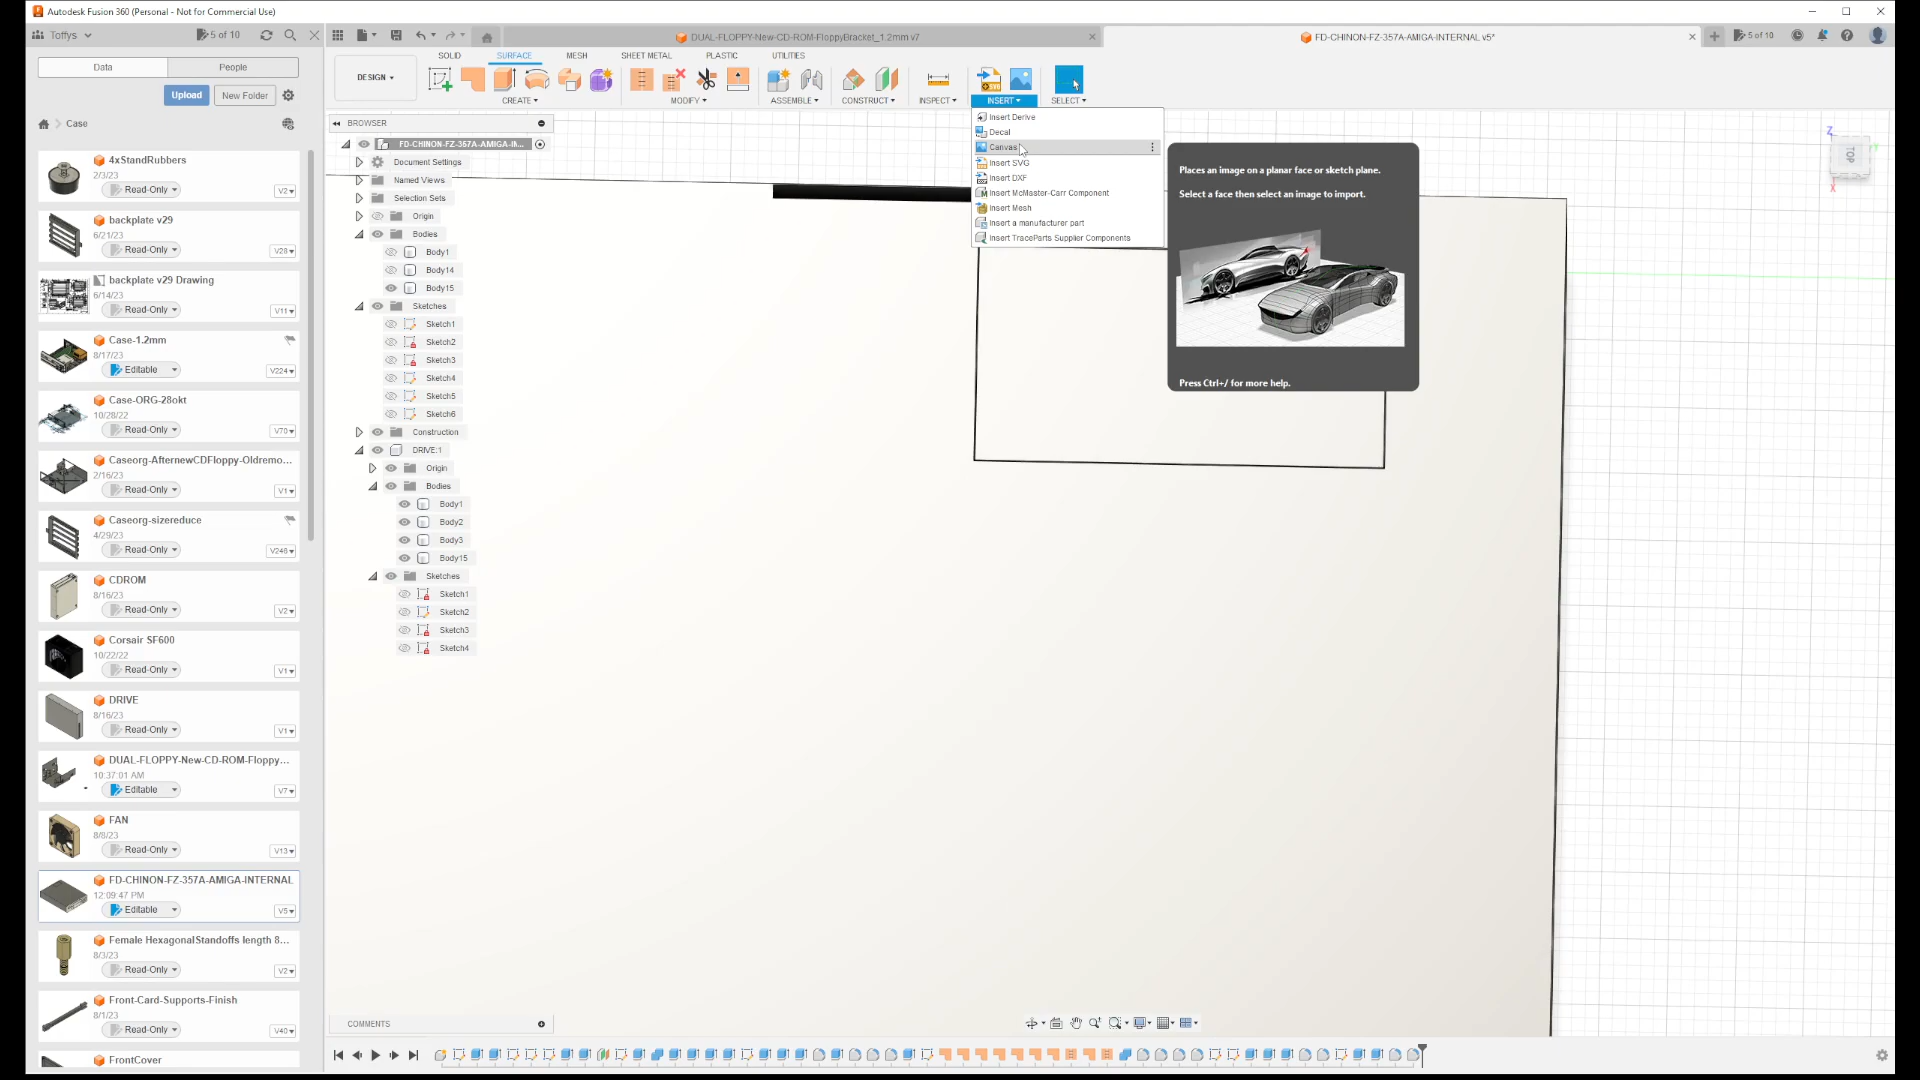 Autodesk Fusion 360 (Personal - Not for Commercial Use)
Toffys
5 of 10
DUAL-FLOPPY-New-CD-ROM-FloppyBracket_1.2mm v7
FD-CHINON-FZ-357A-AMIGA-INTERNAL v5*
5 of 10
Data
People
Upload
New Folder
Case
4xStandRubbers
2/3/23
Read-Only
V2
backplate v29
6/21/23
Read-Only
V28
backplate v29 Drawing
6/14/23
Read-Only
V11
Case-1.2mm
8/17/23
Editable
V224
Case-ORG-28okt
10/28/22
Read-Only
V70
Caseorg-AfternewCDFloppy-Oldremo...
2/16/23
Read-Only
V1
Caseorg-sizereduce
4/29/23
Read-Only
V246
CDROM
8/16/23
Read-Only
V2
Corsair SF600
10/22/22
Read-Only
V1
DRIVE
8/16/23
Read-Only
V1
DUAL-FLOPPY-New-CD-ROM-Floppy...
10:37:01 AM
Editable
V7
FAN
8/8/23
Read-Only
V13
FD-CHINON-FZ-357A-AMIGA-INTERNAL
12:09:47 PM
Editable
V5
Female HexagonalStandoffs length 8...
8/3/23
Read-Only
V2
Front-Card-Supports-Finish
8/1/23
Read-Only
V40
FrontCover
DESIGN
SOLID
SURFACE
MESH
SHEET METAL
PLASTIC
UTILITIES
CREATE
MODIFY
ASSEMBLE
CONSTRUCT
INSPECT
INSERT
SELECT
BROWSER
FD-CHINON-FZ-357A-AMIGA-IN...
Document Settings
Named Views
Selection Sets
Origin
Bodies
Body1
Body14
Body15
Sketches
Sketch1
Sketch2
Sketch3
Sketch4
Sketch5
Sketch6
Construction
DRIVE:1
Origin
Bodies
Body1
Body2
Body3
Body15
Sketches
Sketch1
Sketch2
Sketch3
Sketch4
Insert Derive
Decal
Canvas
Insert SVG
Insert DXF
Insert McMaster-Carr Component
Insert Mesh
Insert a manufacturer part
Insert TraceParts Supplier Components
Places an image on a planar face or sketch plane.
Select a face then select an image to import.
Press Ctrl+/ for more help.
Z
TOP
Y
X
COMMENTS